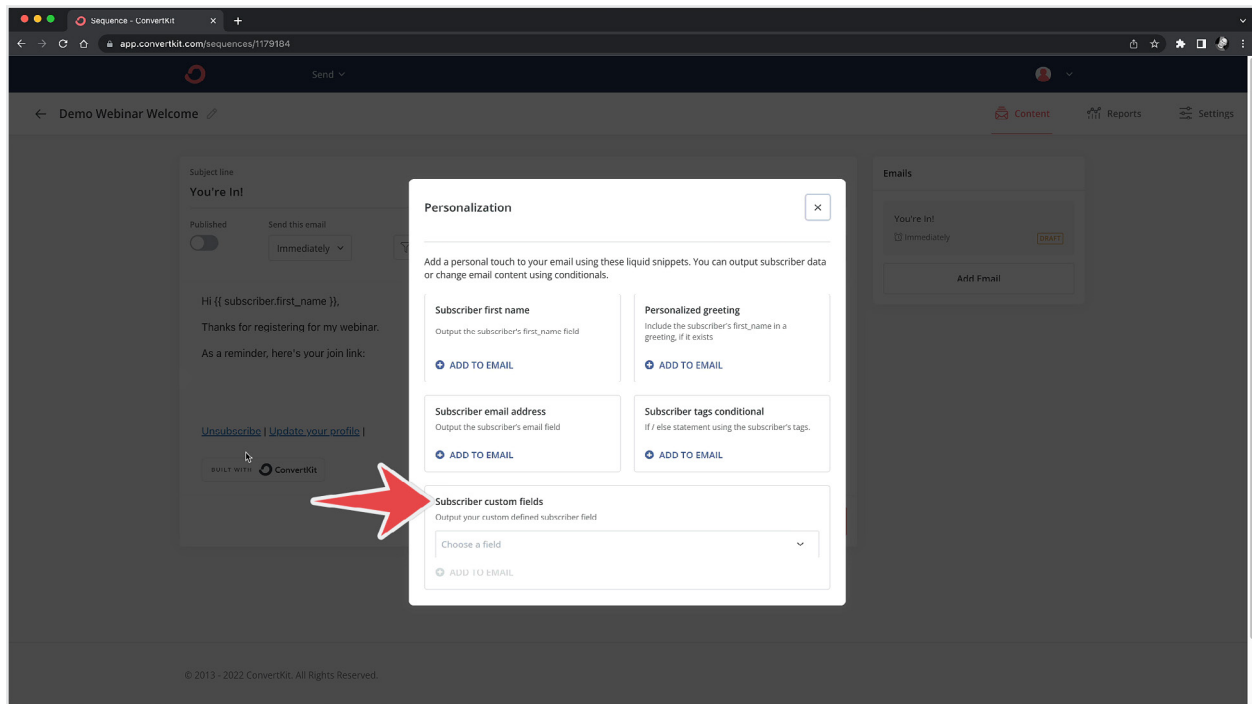 Sequence - ConvertKit
app.convertkit.com/sequences/1179184
Send
Demo Webinar Welcome
Content
Reports
Settings
Subject line
You're In!
Published
Send this email
Immediately
Hi {{ subscriber.first_name }},
Thanks for registering for my webinar.
As a reminder, here's your join link:
Unsubscribe | Update your profile |
BUILT WITH ConvertKit
Personalization
Add a personal touch to your email using these liquid snippets. You can output subscriber data
or change email content using conditionals.
Subscriber first name
Output the subscriber's first_name field
ADD TO EMAIL
Personalized greeting
Include the subscriber's first_name in a
greeting, if it exists
ADD TO EMAIL
Subscriber email address
Output the subscriber's email field
ADD TO EMAIL
Subscriber tags conditional
If / else statement using the subscriber's tags.
ADD TO EMAIL
Subscriber custom fields
Output your custom defined subscriber field
Choose a field
ADD TO EMAIL
Emails
You're In!
Immediately
DRAFT
Add Email
© 2013 - 2022 ConvertKit. All Rights Reserved.